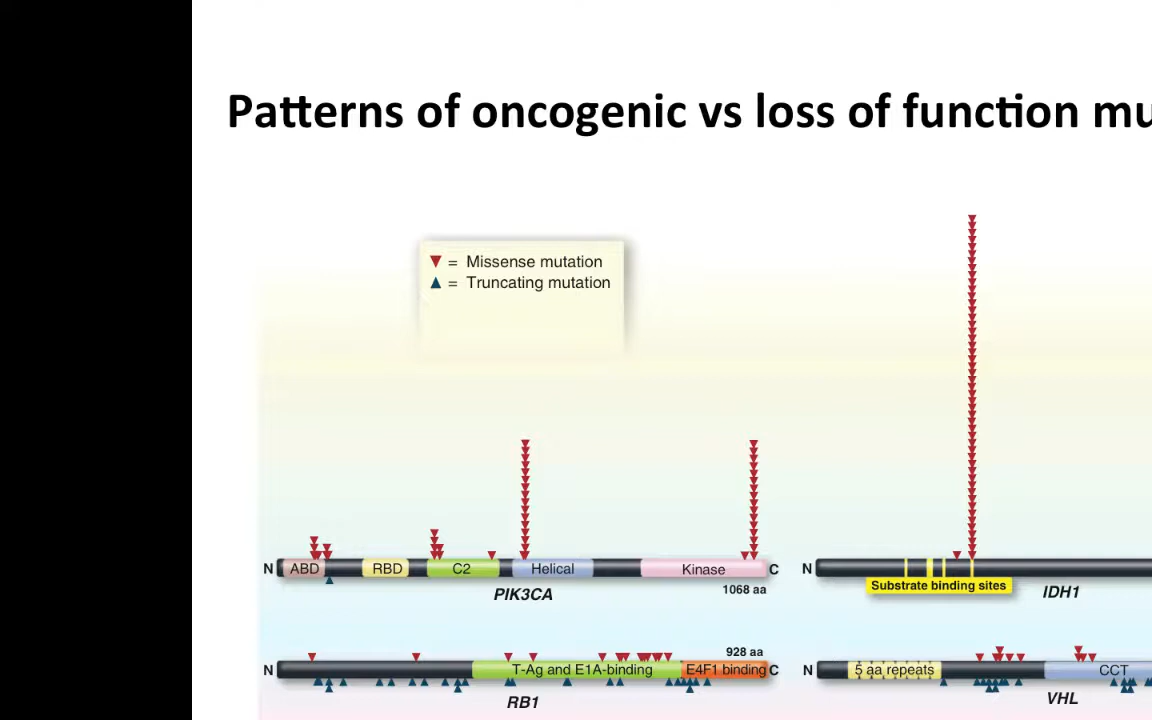 Patterns of oncogenic vs loss of function mu
= Missense mutation
= Truncating mutation
N ABD RBD C2 Helical Kinase C
1068 aa
PIK3CA
N
Substrate binding sites
IDH1
928 aa
N T-Ag and E1A-binding E4F1 binding C
RB1
N 5 aa repeats CCT
VHL